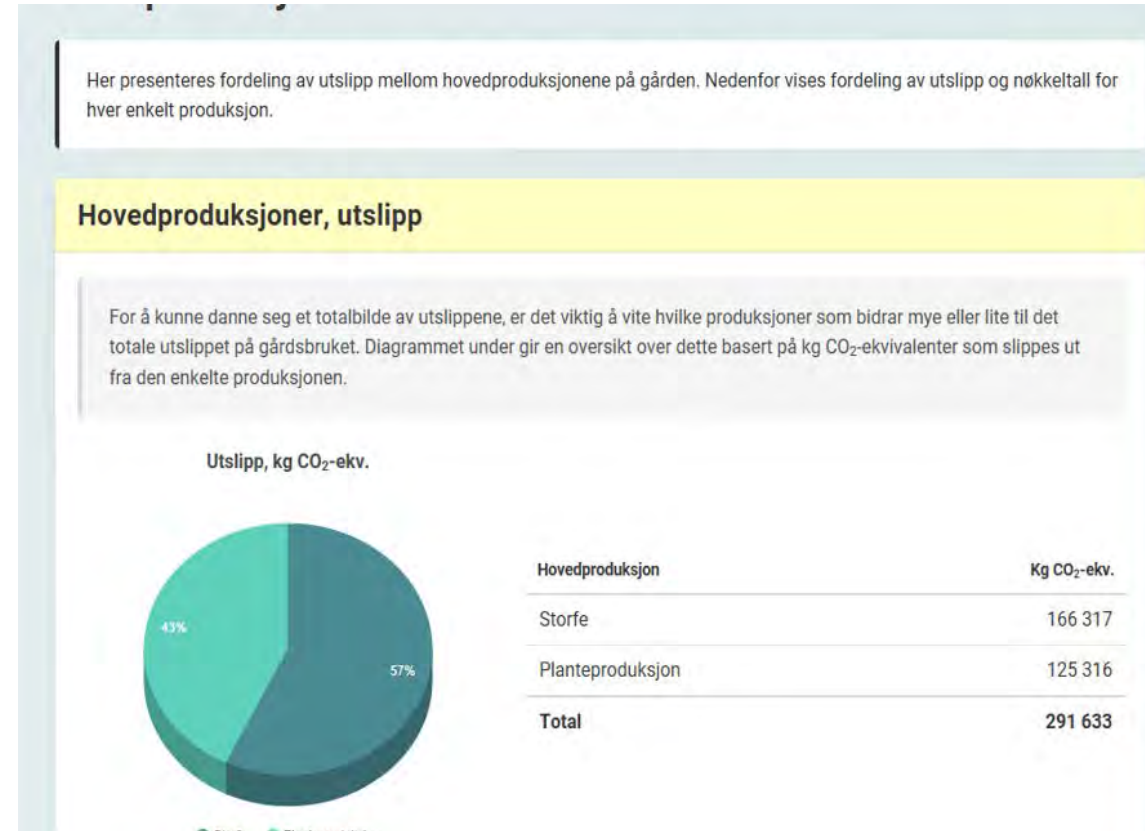 Her presenteres fordeling av utslipp mellom hovedproduksjonene på gården. Nedenfor vises fordeling av utslipp og nøkkeltall for
hver enkelt produksjon.
Hovedproduksjoner, utslipp
For å kunne danne seg et totalbilde av utslippene, er det viktig å vite hvilke produksjoner som bidrar mye eller lite til det
totale utslippet på gårdsbruket. Diagrammet under gir en oversikt over dette basert på kg CO₂-ekvivalenter som slippes ut
fra den enkelte produksjonen.
Utslipp, kg CO₂-ekv.
43%
57%
Hovedproduksjon Kg CO₂-ekv.
Storfe 166 317
Planteproduksjon 125 316
Total 291 633